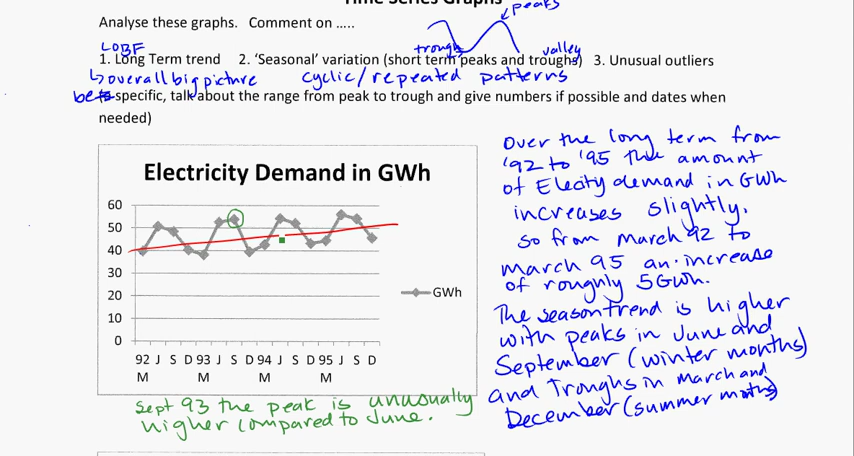 Time Series Graphs
peaks
Analyse these graphs. Comment on .....
LOBF
trough
valley
1. Long Term trend 2. 'Seasonal' variation (short term peaks and troughs) 3. Unusual outliers
↳ overall big picture cyclic/repeated patterns
be specific, talk about the range from peak to trough and give numbers if possible and dates when
needed)
Electricity Demand in GWh
60
50
40
30
20
10
0
92 J S D 93 J S D 94 J S D 95 J S D
M M M M
GWh
Sept 93 the peak is unusually
higher compared to June.
Over the long term from
'92 to '95 the amount
of Elecity demand in GWh
increases slightly.
so from March 92 to
march 95 an increase
of roughly 5GWh.
The season trend is higher
with peaks in June and
September (winter months)
and Troughs in March and
December (summer months)